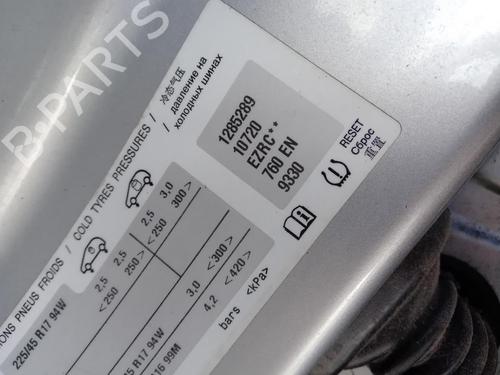 B-PARTS
IONS PNEUS FROIDS / COLD TYRES PRESSURES / 冷态气压 / давление на холодных шинах
225/45 R17 94W
2,5 2,5 2,5 3,0
<250 250> <250 300>
R17 94W
3,0 <300>
16 99M
4,2 <420>
bars <kPa>
1285289
10720
EZRC**
760 EN
9330
RESET
Сброс
重置